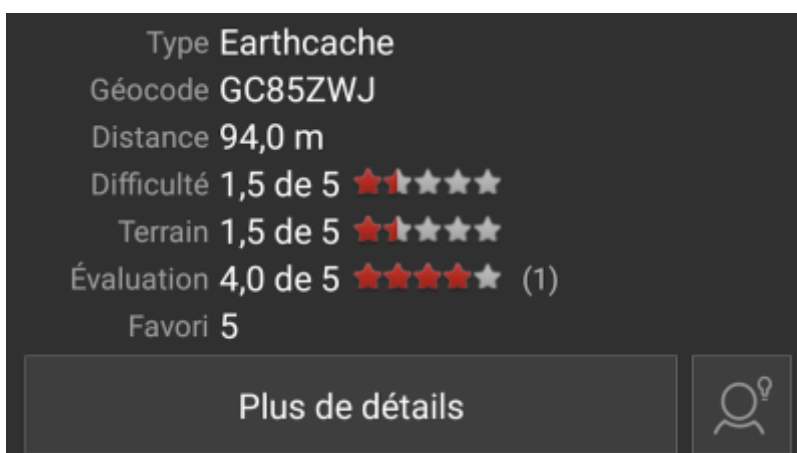 Type Earthcache
Géocode GC85ZWJ
Distance 94,0 m
Difficulté 1,5 de 5
Terrain 1,5 de 5
Évaluation 4,0 de 5 (1)
Favori 5
Plus de détails